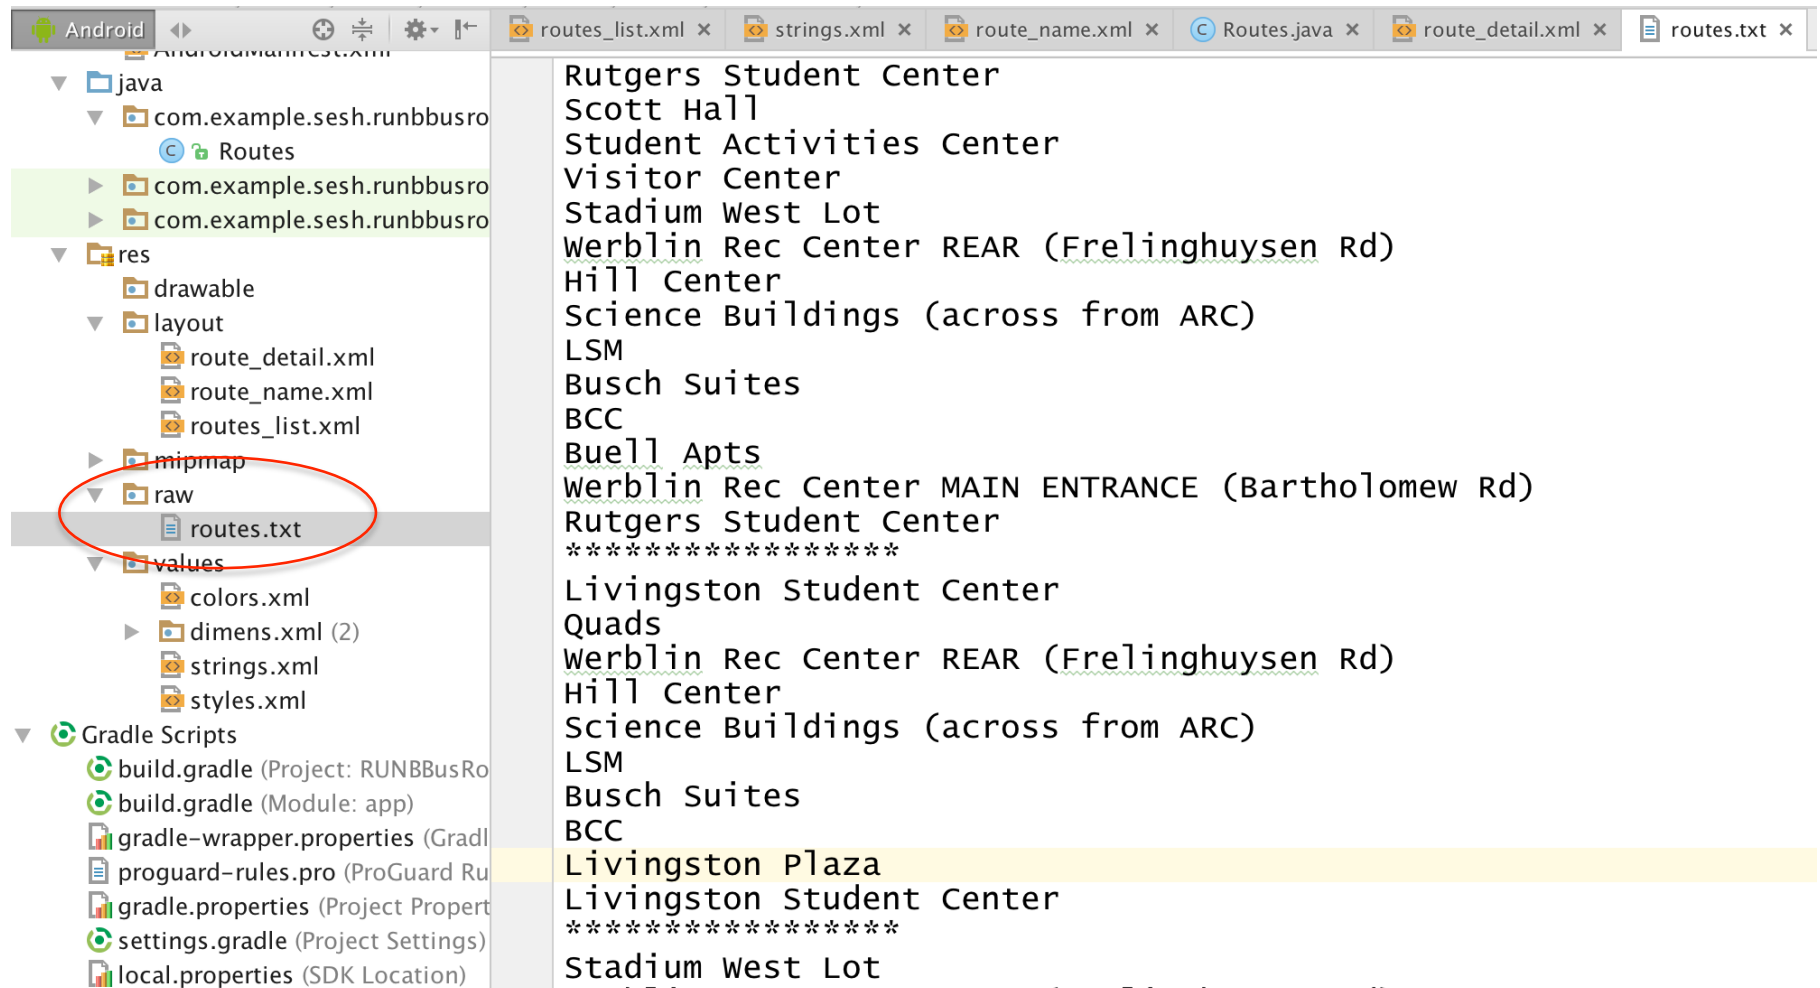 Android
routes_list.xml
strings.xml
route_name.xml
Routes.java
route_detail.xml
routes.txt
AndroidManifest.xml
java
com.example.sesh.runbbusro
Routes
com.example.sesh.runbbusro
com.example.sesh.runbbusro
res
drawable
layout
route_detail.xml
route_name.xml
routes_list.xml
mipmap
raw
routes.txt
values
colors.xml
dimens.xml (2)
strings.xml
styles.xml
Gradle Scripts
build.gradle (Project: RUNBBusRo
build.gradle (Module: app)
gradle-wrapper.properties (Gradl
proguard-rules.pro (ProGuard Ru
gradle.properties (Project Propert
settings.gradle (Project Settings)
local.properties (SDK Location)
Rutgers Student Center
Scott Hall
Student Activities Center
Visitor Center
Stadium West Lot
Werblin Rec Center REAR (Frelinghuysen Rd)
Hill Center
Science Buildings (across from ARC)
LSM
Busch Suites
BCC
Buell Apts
Werblin Rec Center MAIN ENTRANCE (Bartholomew Rd)
Rutgers Student Center
*****************
Livingston Student Center
Quads
Werblin Rec Center REAR (Frelinghuysen Rd)
Hill Center
Science Buildings (across from ARC)
LSM
Busch Suites
BCC
Livingston Plaza
Livingston Student Center
*****************
Stadium West Lot